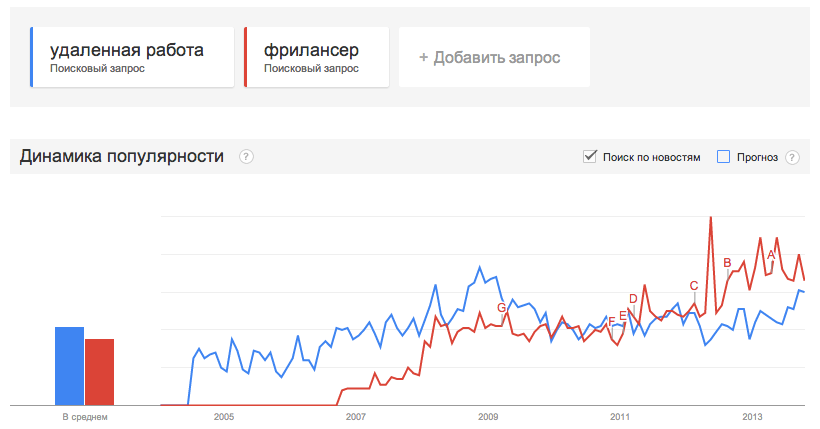 удаленная работа
Поисковый запрос
фрилансер
Поисковый запрос
+ Добавить запрос
Динамика популярности ?
Поиск по новостям
Прогноз ?
A
B
C
D
E
F
G
В среднем
2005 2007 2009 2011 2013